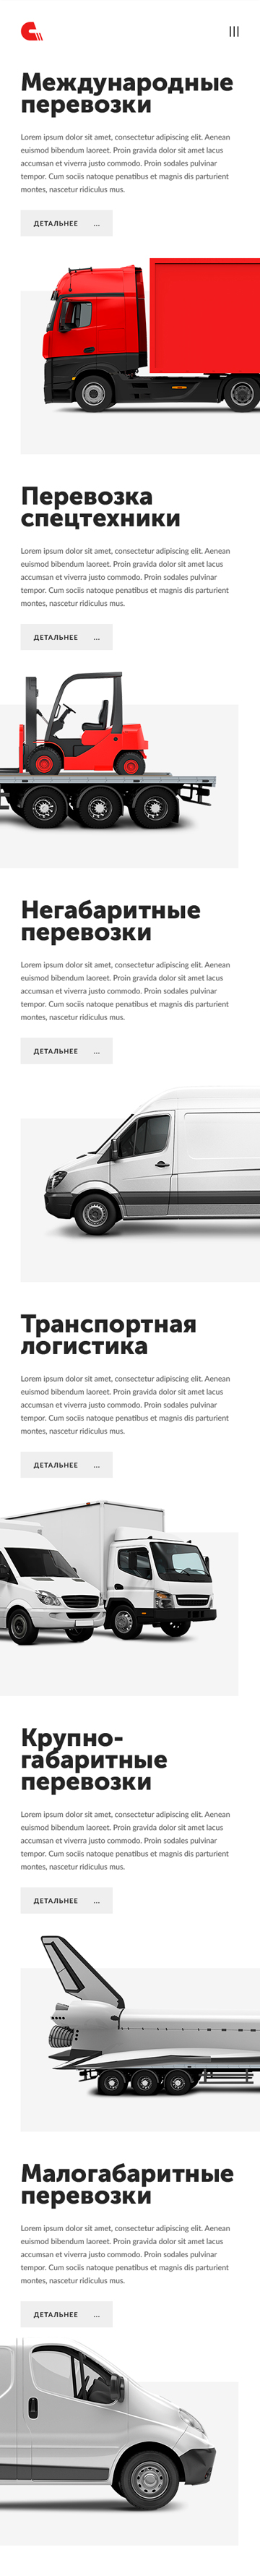 Международные
перевозки
Lorem ipsum dolor sit amet, consectetur adipiscing elit. Aenean
euismod bibendum laoreet. Proin gravida dolor sit amet lacus
accumsan et viverra justo commodo. Proin sodales pulvinar
tempor. Cum sociis natoque penatibus et magnis dis parturient
montes, nascetur ridiculus mus.
ДЕТАЛЬНЕЕ ...
Перевозка
спецтехники
Lorem ipsum dolor sit amet, consectetur adipiscing elit. Aenean
euismod bibendum laoreet. Proin gravida dolor sit amet lacus
accumsan et viverra justo commodo. Proin sodales pulvinar
tempor. Cum sociis natoque penatibus et magnis dis parturient
montes, nascetur ridiculus mus.
ДЕТАЛЬНЕЕ ...
Негабаритные
перевозки
Lorem ipsum dolor sit amet, consectetur adipiscing elit. Aenean
euismod bibendum laoreet. Proin gravida dolor sit amet lacus
accumsan et viverra justo commodo. Proin sodales pulvinar
tempor. Cum sociis natoque penatibus et magnis dis parturient
montes, nascetur ridiculus mus.
ДЕТАЛЬНЕЕ ...
Транспортная
логистика
Lorem ipsum dolor sit amet, consectetur adipiscing elit. Aenean
euismod bibendum laoreet. Proin gravida dolor sit amet lacus
accumsan et viverra justo commodo. Proin sodales pulvinar
tempor. Cum sociis natoque penatibus et magnis dis parturient
montes, nascetur ridiculus mus.
ДЕТАЛЬНЕЕ ...
Крупно-
габаритные
перевозки
Lorem ipsum dolor sit amet, consectetur adipiscing elit. Aenean
euismod bibendum laoreet. Proin gravida dolor sit amet lacus
accumsan et viverra justo commodo. Proin sodales pulvinar
tempor. Cum sociis natoque penatibus et magnis dis parturient
montes, nascetur ridiculus mus.
ДЕТАЛЬНЕЕ ...
Малогабаритные
перевозки
Lorem ipsum dolor sit amet, consectetur adipiscing elit. Aenean
euismod bibendum laoreet. Proin gravida dolor sit amet lacus
accumsan et viverra justo commodo. Proin sodales pulvinar
tempor. Cum sociis natoque penatibus et magnis dis parturient
montes, nascetur ridiculus mus.
ДЕТАЛЬНЕЕ ...